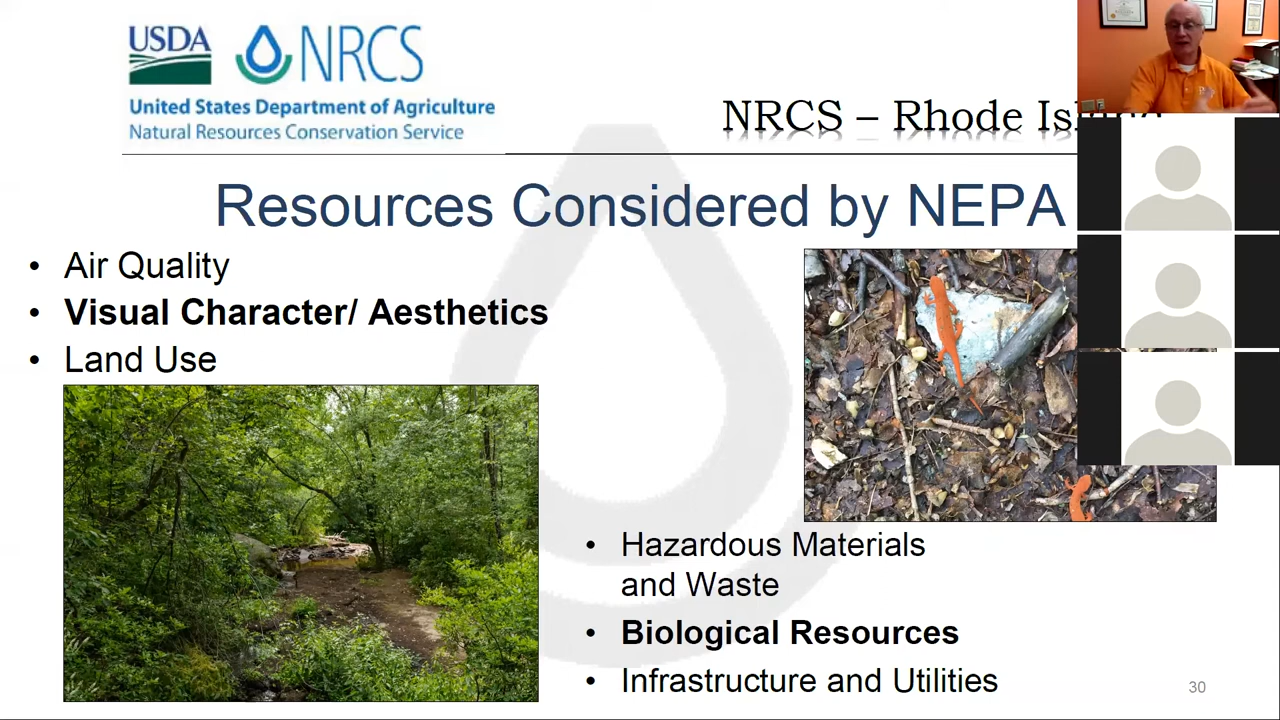 USDA NRCS
United States Department of Agriculture
Natural Resources Conservation Service
NRCS – Rhode Island
Resources Considered by NEPA
• Air Quality
• Visual Character/ Aesthetics
• Land Use
• Hazardous Materials
and Waste
• Biological Resources
• Infrastructure and Utilities
30